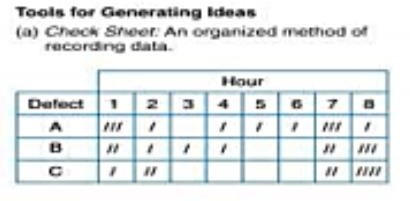 Tools for Generating Ideas
(a) Check Sheet: An organized method of
recording data.
Hour
Defect 1 2 3 4 5 6 7 8
A /// / / / / /// /
B // / / / // ///
C / // // ////